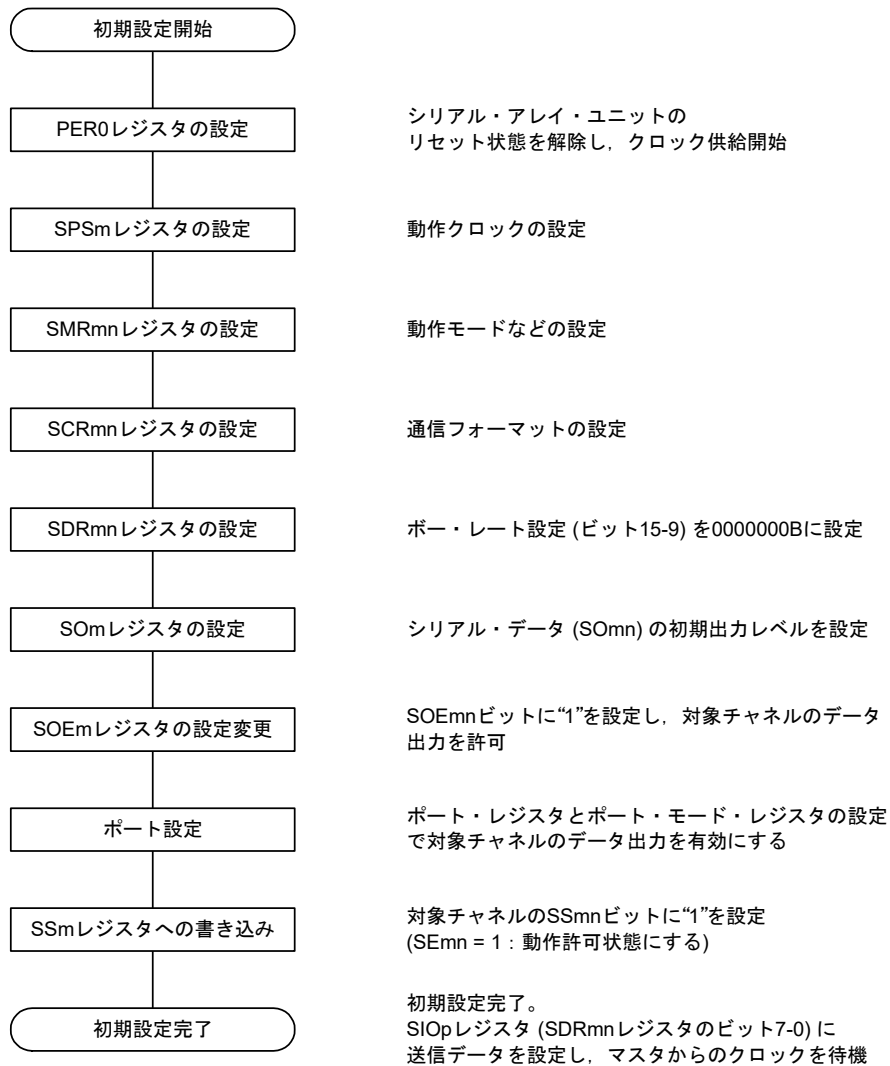 初期設定開始
PER0レジスタの設定
シリアル・アレイ・ユニットの
リセット状態を解除し，クロック供給開始
SPSmレジスタの設定
動作クロックの設定
SMRmnレジスタの設定
動作モードなどの設定
SCRmnレジスタの設定
通信フォーマットの設定
SDRmnレジスタの設定
ボー・レート設定 (ビット15-9) を0000000Bに設定
SOmレジスタの設定
シリアル・データ (SOmn) の初期出力レベルを設定
SOEmレジスタの設定変更
SOEmnビットに“1”を設定し，対象チャネルのデータ
出力を許可
ポート設定
ポート・レジスタとポート・モード・レジスタの設定
で対象チャネルのデータ出力を有効にする
SSmレジスタへの書き込み
対象チャネルのSSmnビットに“1”を設定
(SEmn = 1：動作許可状態にする)
初期設定完了
初期設定完了。
SIOpレジスタ (SDRmnレジスタのビット7-0) に
送信データを設定し，マスタからのクロックを待機